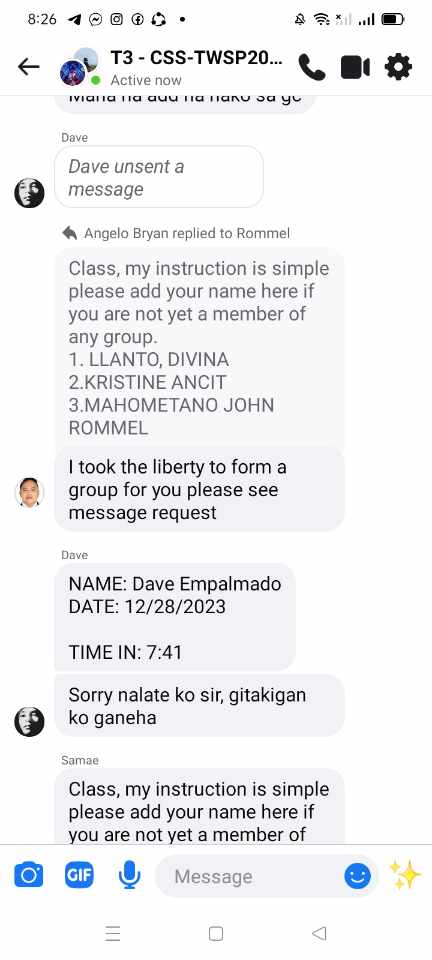 8:26
T3 - CSS-TWSP20...
Active now
Mana na add na nako sa gc
Dave
Dave unsent a
message
Angelo Bryan replied to Rommel
Class, my instruction is simple
please add your name here if
you are not yet a member of
any group.
1. LLANTO, DIVINA
2.KRISTINE ANCIT
3.MAHOMETANO JOHN
ROMMEL
I took the liberty to form a
group for you please see
message request
Dave
NAME: Dave Empalmado
DATE: 12/28/2023
TIME IN: 7:41
Sorry nalate ko sir, gitakigan
ko ganeha
Samae
Class, my instruction is simple
please add your name here if
you are not yet a member of
GIF
Message